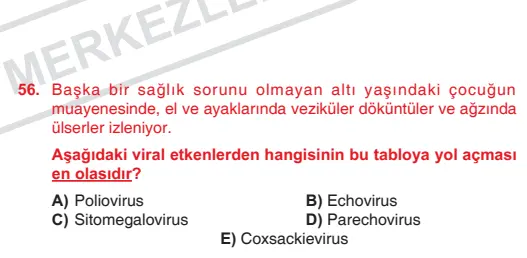 MERKEZLE
56. Başka bir sağlık sorunu olmayan altı yaşındaki çocuğun
muayenesinde, el ve ayaklarında veziküler döküntüler ve ağzında
ülserler izleniyor.
Aşağıdaki viral etkenlerden hangisinin bu tabloya yol açması
en olasıdır?
A) Poliovirus B) Echovirus
C) Sitomegalovirus D) Parechovirus
E) Coxsackievirus